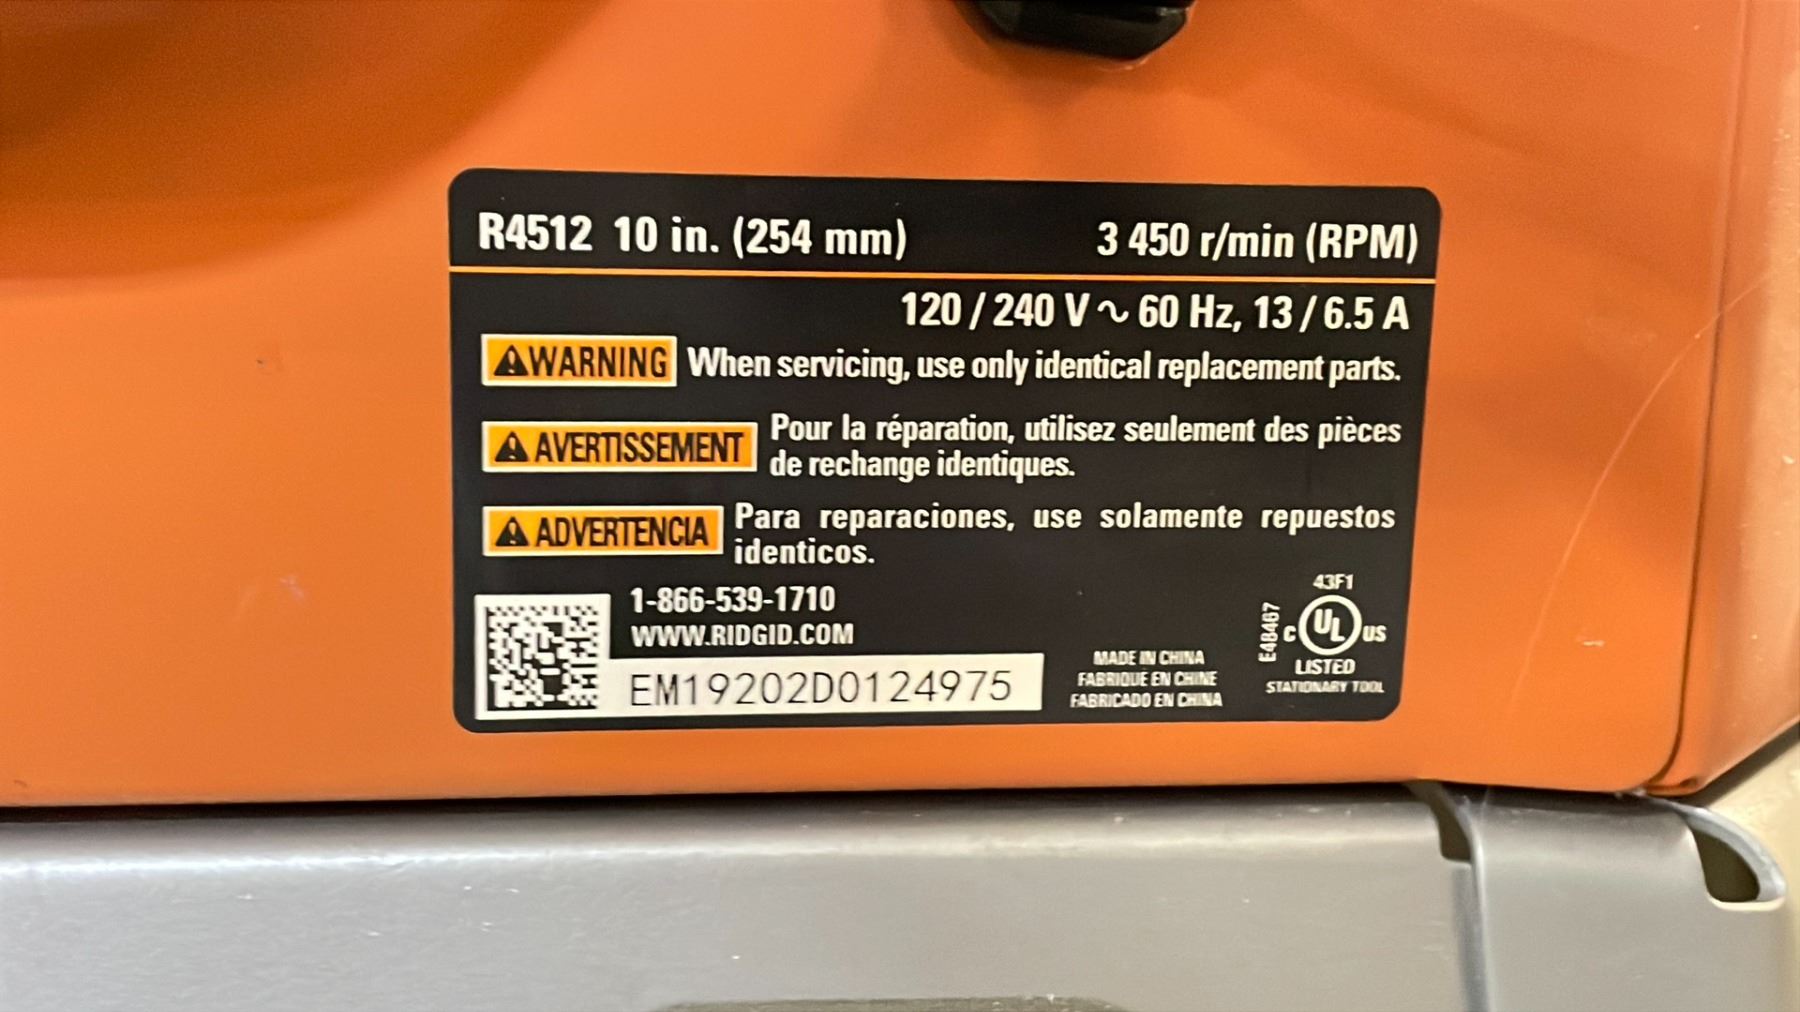 R4512 10 in. (254 mm) 3 450 r/min (RPM)
120 / 240 V ~ 60 Hz, 13 / 6.5 A
WARNING When servicing, use only identical replacement parts.
AVERTISSEMENT Pour la réparation, utilisez seulement des pièces
de rechange identiques.
ADVERTENCIA Para reparaciones, use solamente repuestos
identicos.
1-866-539-1710
WWW.RIDGID.COM
EM19202D0124975
MADE IN CHINA
FABRIQUE EN CHINE
FABRICADO EN CHINA
43F1
E48467
C UL US
LISTED
STATIONARY TOOL